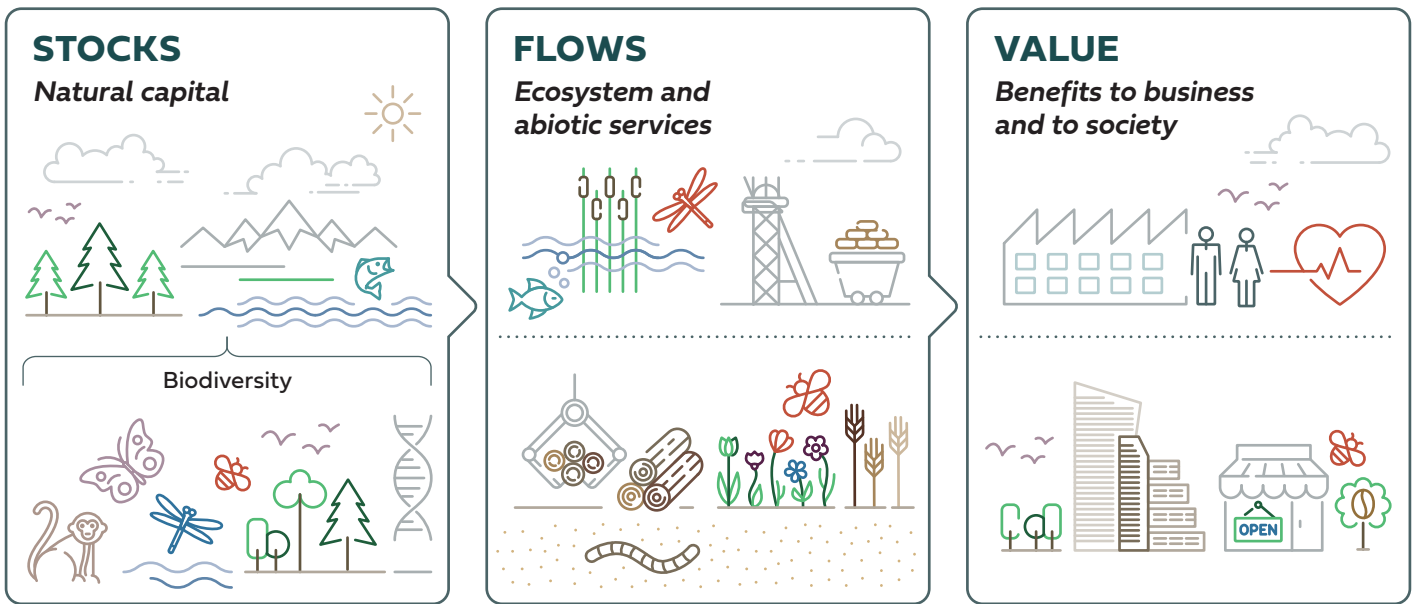 STOCKS
Natural capital
Biodiversity
FLOWS
Ecosystem and
abiotic services
VALUE
Benefits to business
and to society
OPEN